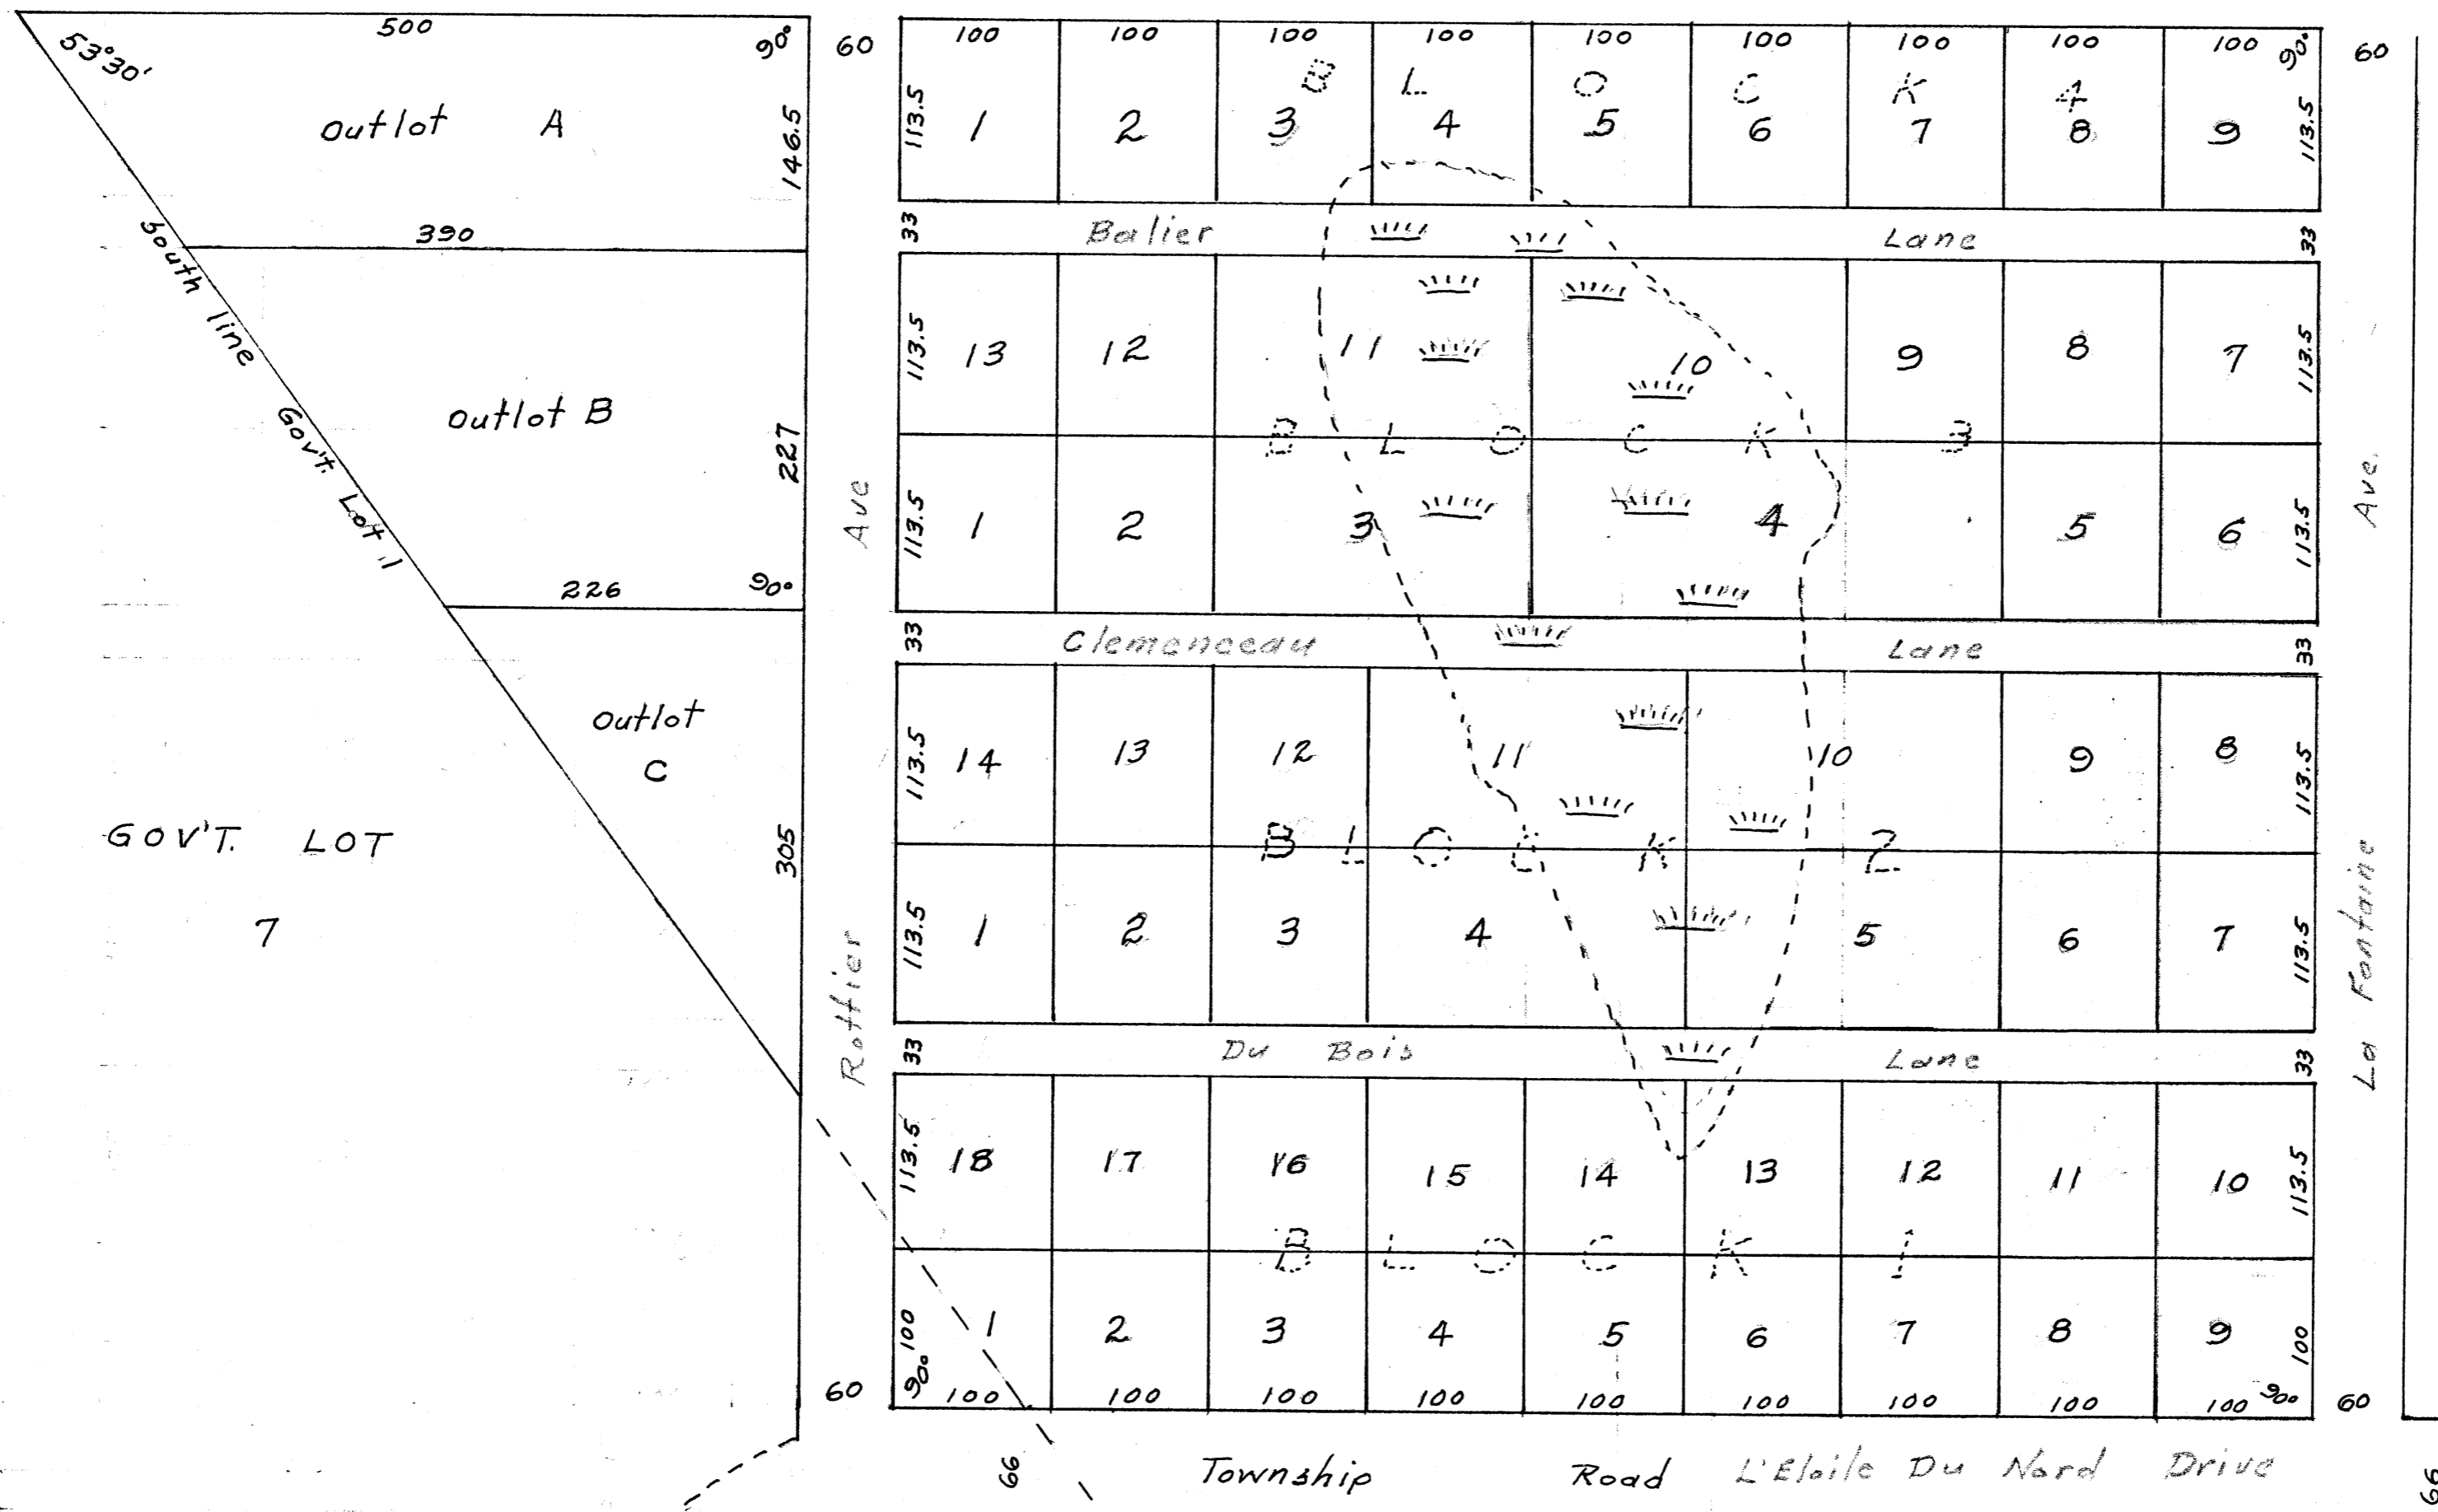 500
53°30'
90°
60
100 100 100 100 100 100 100 100 100
90°
60
Outlot A
146.5
113.5
B L O C K 4
1 2 3 4 5 6 7 8 9
113.5
390
33
Balier Lane
33
South line Gov't. Lot 1
Outlot B
227
113.5
13 12 11 10 9 8 7
113.5
B L O C K 3
113.5
1 2 3 4 5 6
113.5
226
90°
33
Clemenceau Lane
33
Outlot
C
305
113.5
14 13 12 11 10 9 8
113.5
B L O C K 2
113.5
1 2 3 4 5 6 7
113.5
GOV'T. LOT
7
Rottier Ave
La Fontaine Ave.
33
Du Bois Lane
33
113.5
18 17 16 15 14 13 12 11 10
113.5
B L O C K 1
100
1 2 3 4 5 6 7 8 9
100
60
90°
100 100 100 100 100 100 100 100 100
90°
60
66
Township Road L'Eloile Du Nord Drive
66